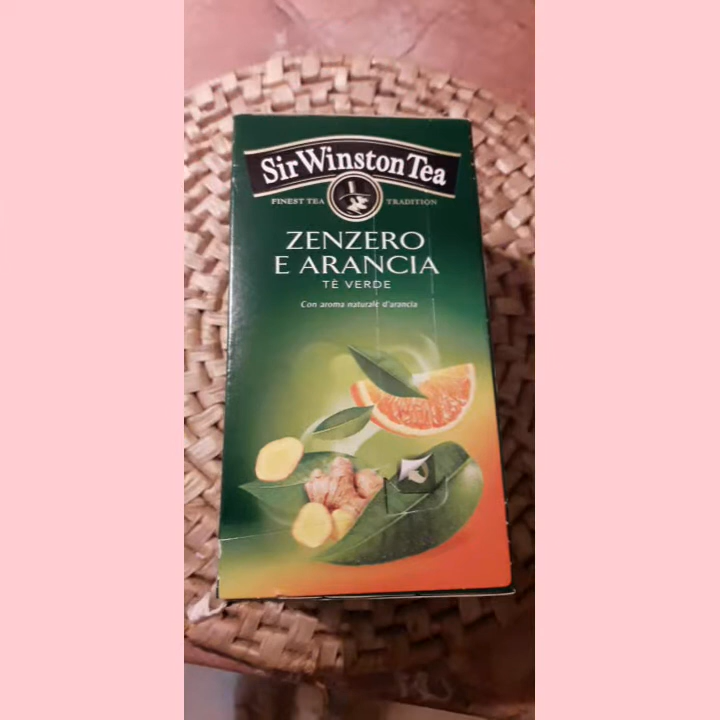 Sir Winston Tea
FINEST TEA TRADITION
ZENZERO
E ARANCIA
TÈ VERDE
Con aroma naturale d'arancia